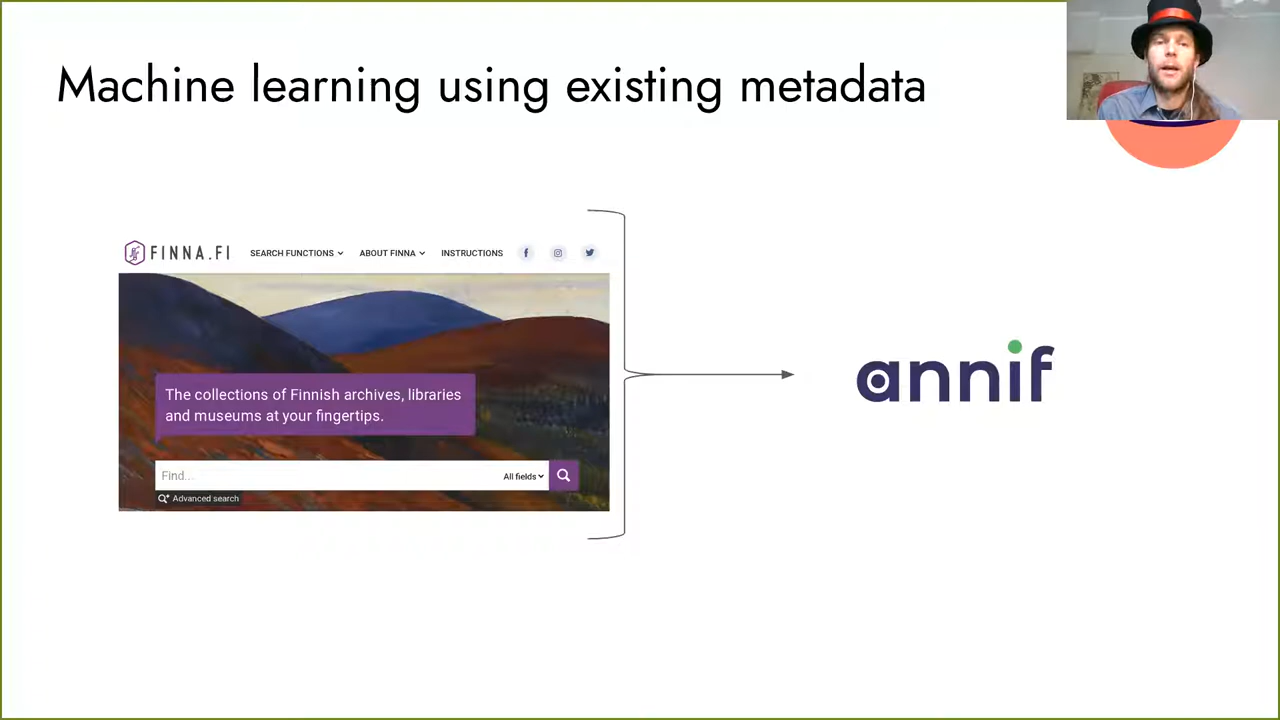 Machine learning using existing metadata
FINNA.FI SEARCH FUNCTIONS ABOUT FINNA INSTRUCTIONS
The collections of Finnish archives, libraries
and museums at your fingertips.
Find... All fields
Advanced search
annif